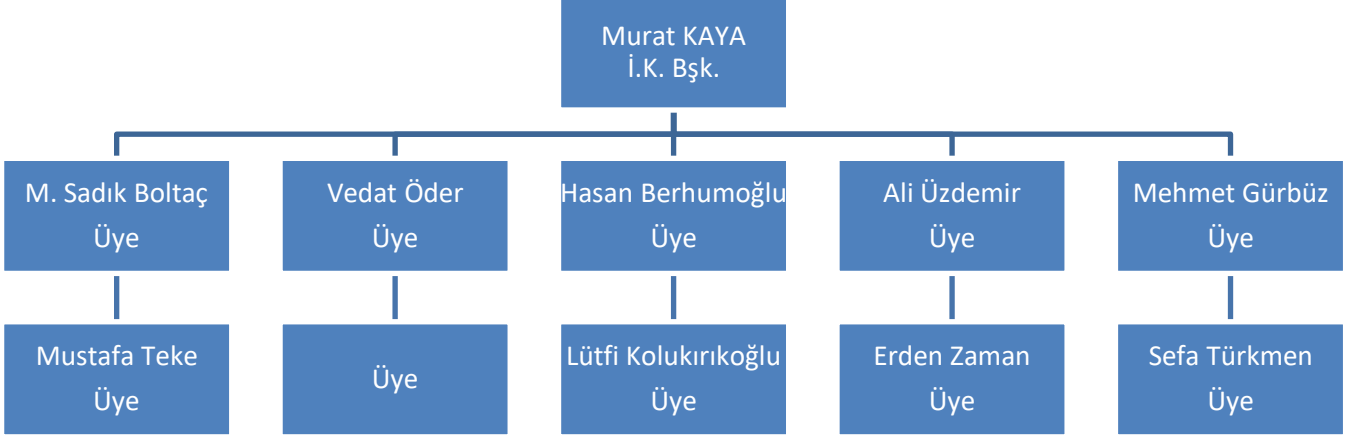 Murat KAYA
İ.K. Bşk.
M. Sadık Boltaç
Üye
Vedat Öder
Üye
Hasan Berhumoğlu
Üye
Ali Üzdemir
Üye
Mehmet Gürbüz
Üye
Mustafa Teke
Üye
Üye
Lütfi Kolukırıkoğlu
Üye
Erden Zaman
Üye
Sefa Türkmen
Üye